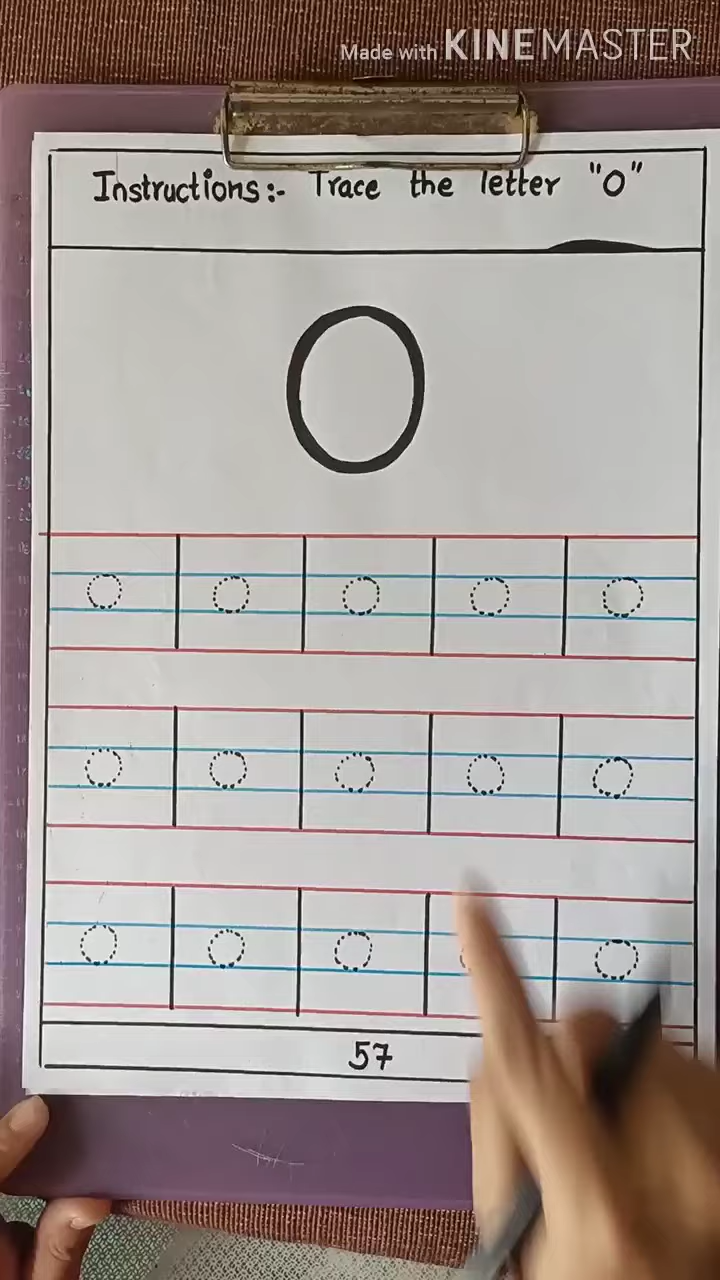 Made with KINEMASTER
Instructions:- Trace the letter "O"
O
o o o o o
o o o o o
o o o o o
57